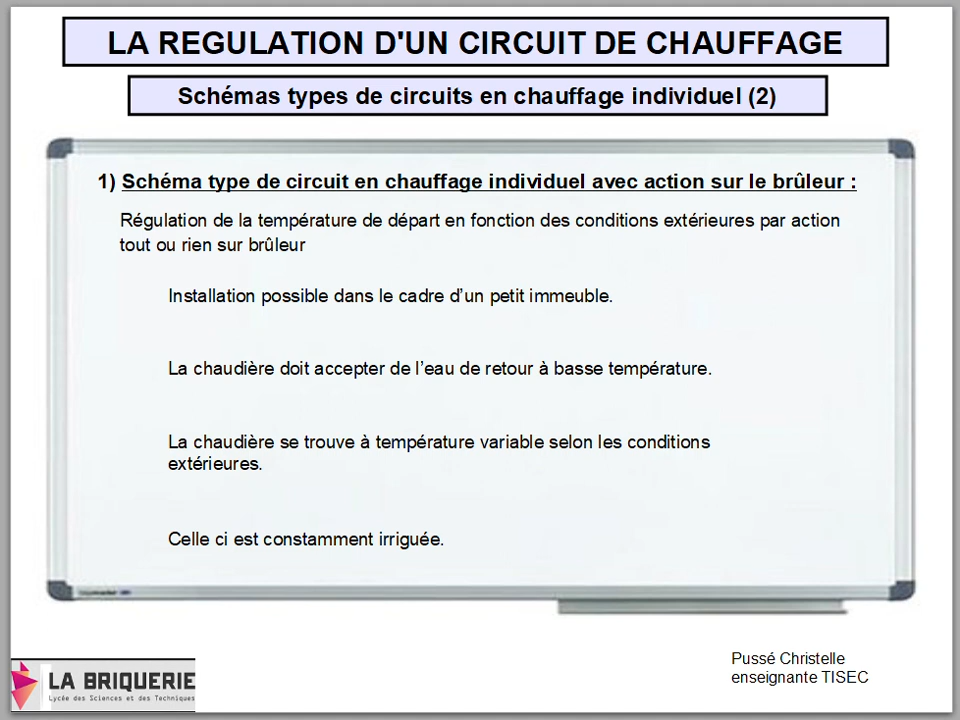 LA REGULATION D'UN CIRCUIT DE CHAUFFAGE
Schémas types de circuits en chauffage individuel (2)
1) Schéma type de circuit en chauffage individuel avec action sur le brûleur :
Régulation de la température de départ en fonction des conditions extérieures par action
tout ou rien sur brûleur
Installation possible dans le cadre d’un petit immeuble.
La chaudière doit accepter de l’eau de retour à basse température.
La chaudière se trouve à température variable selon les conditions
extérieures.
Celle ci est constamment irriguée.
Pussé Christelle
enseignante TISEC
LA BRIQUERIE
Lycée des Sciences et des Techniques